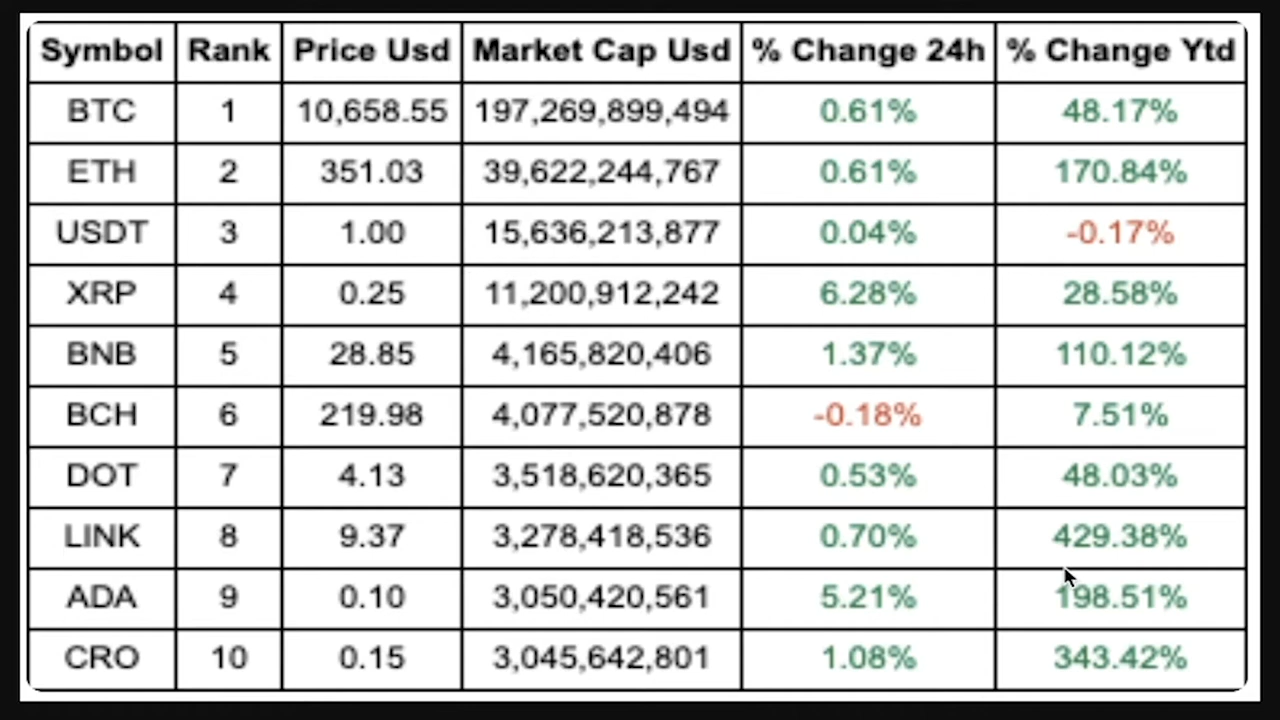 Symbol Rank Price Usd Market Cap Usd % Change 24h % Change Ytd
BTC 1 10,658.55 197,269,899,494 0.61% 48.17%
ETH 2 351.03 39,622,244,767 0.61% 170.84%
USDT 3 1.00 15,636,213,877 0.04% -0.17%
XRP 4 0.25 11,200,912,242 6.28% 28.58%
BNB 5 28.85 4,165,820,406 1.37% 110.12%
BCH 6 219.98 4,077,520,878 -0.18% 7.51%
DOT 7 4.13 3,518,620,365 0.53% 48.03%
LINK 8 9.37 3,278,418,536 0.70% 429.38%
ADA 9 0.10 3,050,420,561 5.21% 198.51%
CRO 10 0.15 3,045,642,801 1.08% 343.42%